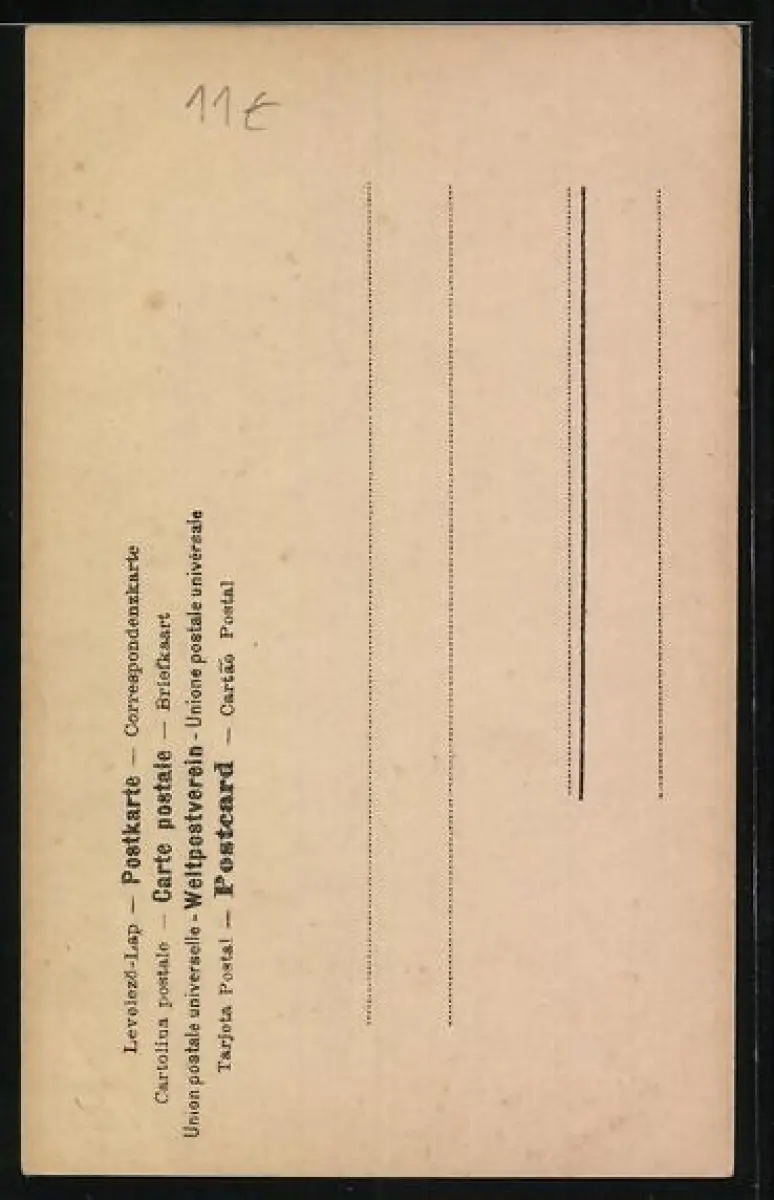 11€
Levelező-Lap — Postkarte — Correspondenzkarte
Cartolina postale — Carte postale — Briefkaart
Union postale universelle - Weltpostverein - Unione postale universale
Tarjeta Postal — Postcard — Cartão Postal